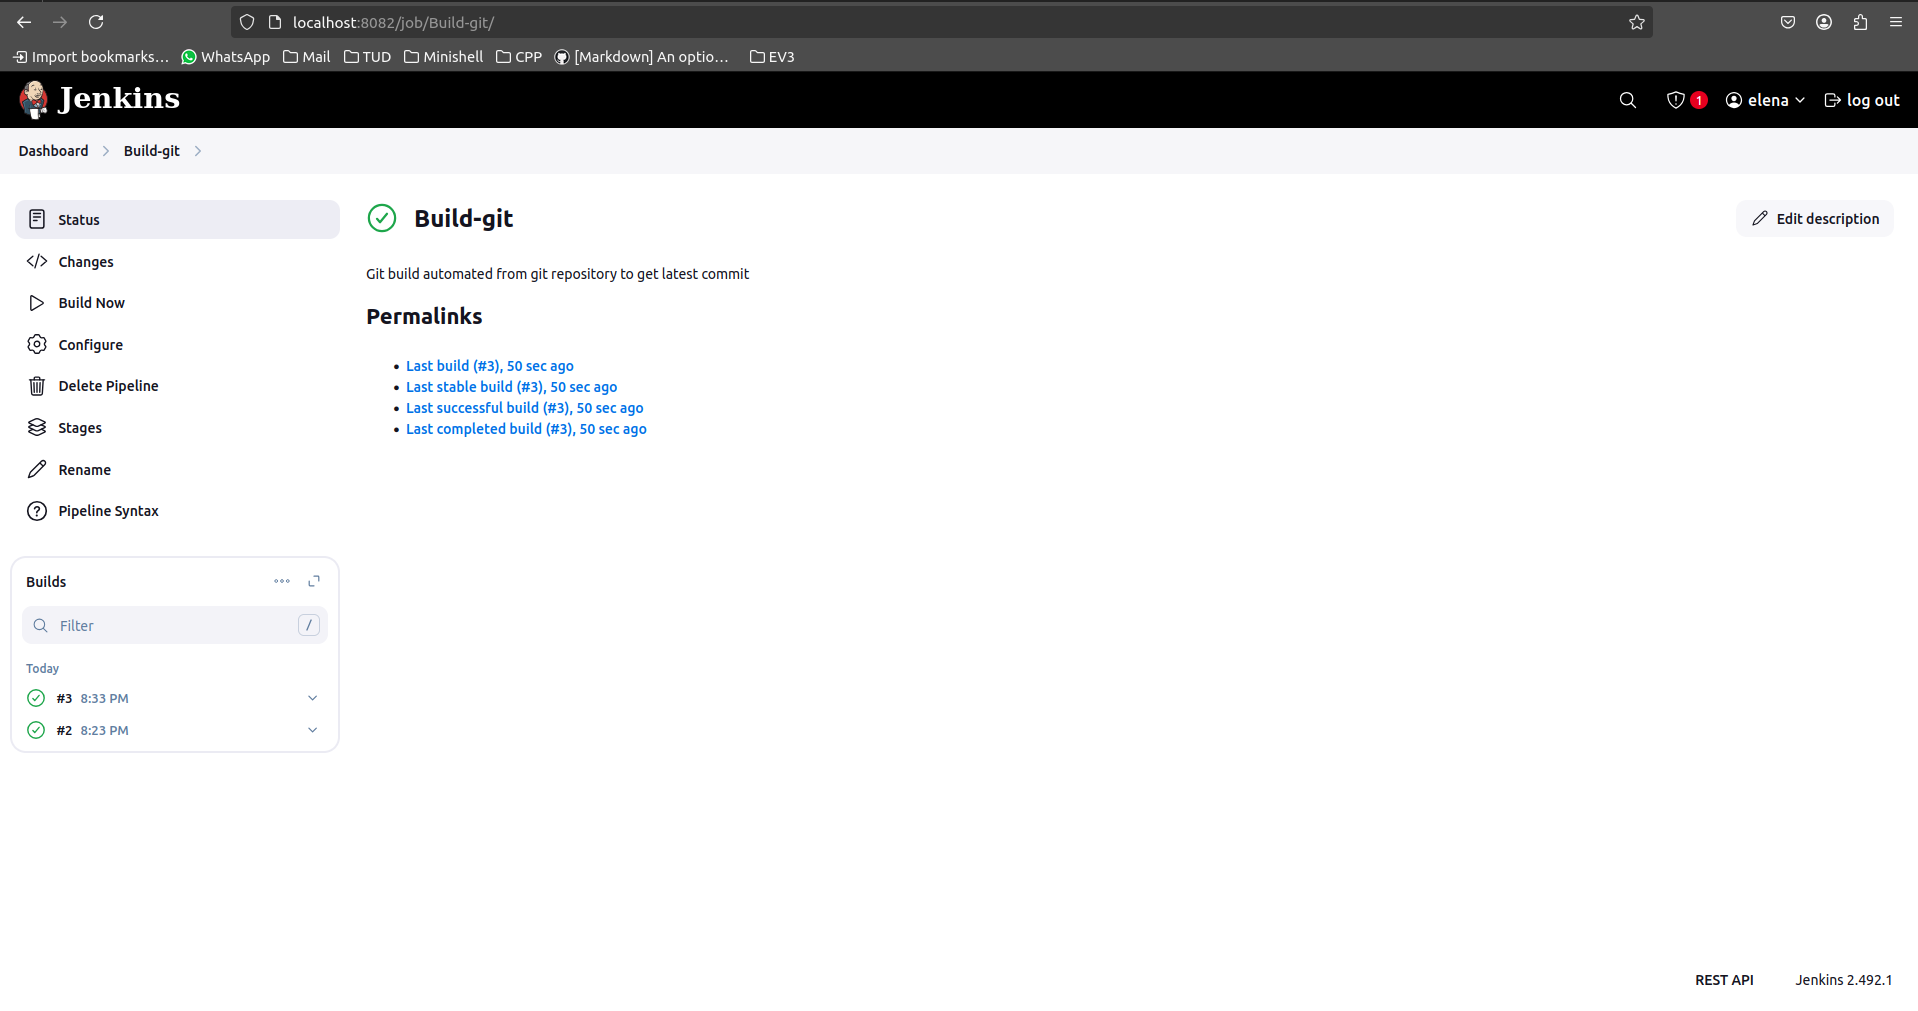 localhost:8082/job/Build-git/
Import bookmarks... WhatsApp Mail TUD Minishell CPP [Markdown] An optio... EV3
Jenkins
1 elena log out
Dashboard Build-git
Status
Build-git
Edit description
Changes
Git build automated from git repository to get latest commit
Build Now
Permalinks
Configure
Last build (#3), 50 sec ago
Delete Pipeline
Last stable build (#3), 50 sec ago
Last successful build (#3), 50 sec ago
Stages
Last completed build (#3), 50 sec ago
Rename
Pipeline Syntax
Builds
Filter /
Today
#3 8:33 PM
#2 8:23 PM
REST API Jenkins 2.492.1